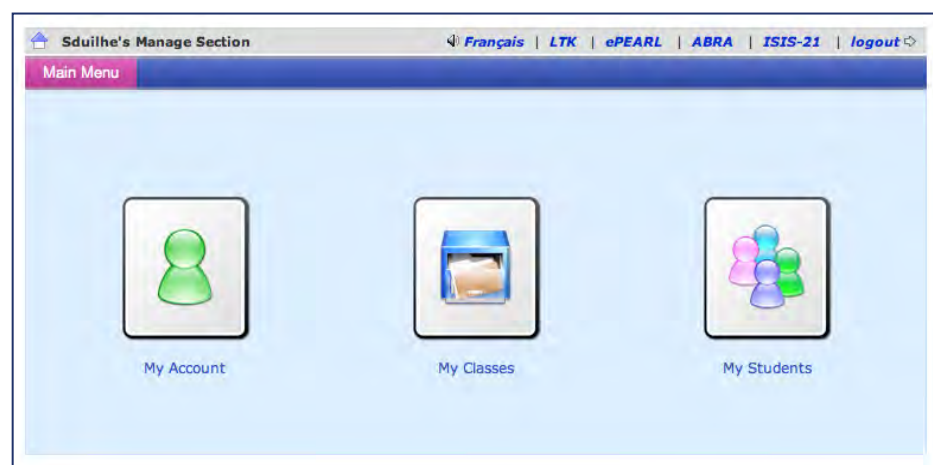 Sduilhe's Manage Section Français | LTK | ePEARL | ABRA | ISIS-21 | logout
Main Menu
My Account My Classes My Students